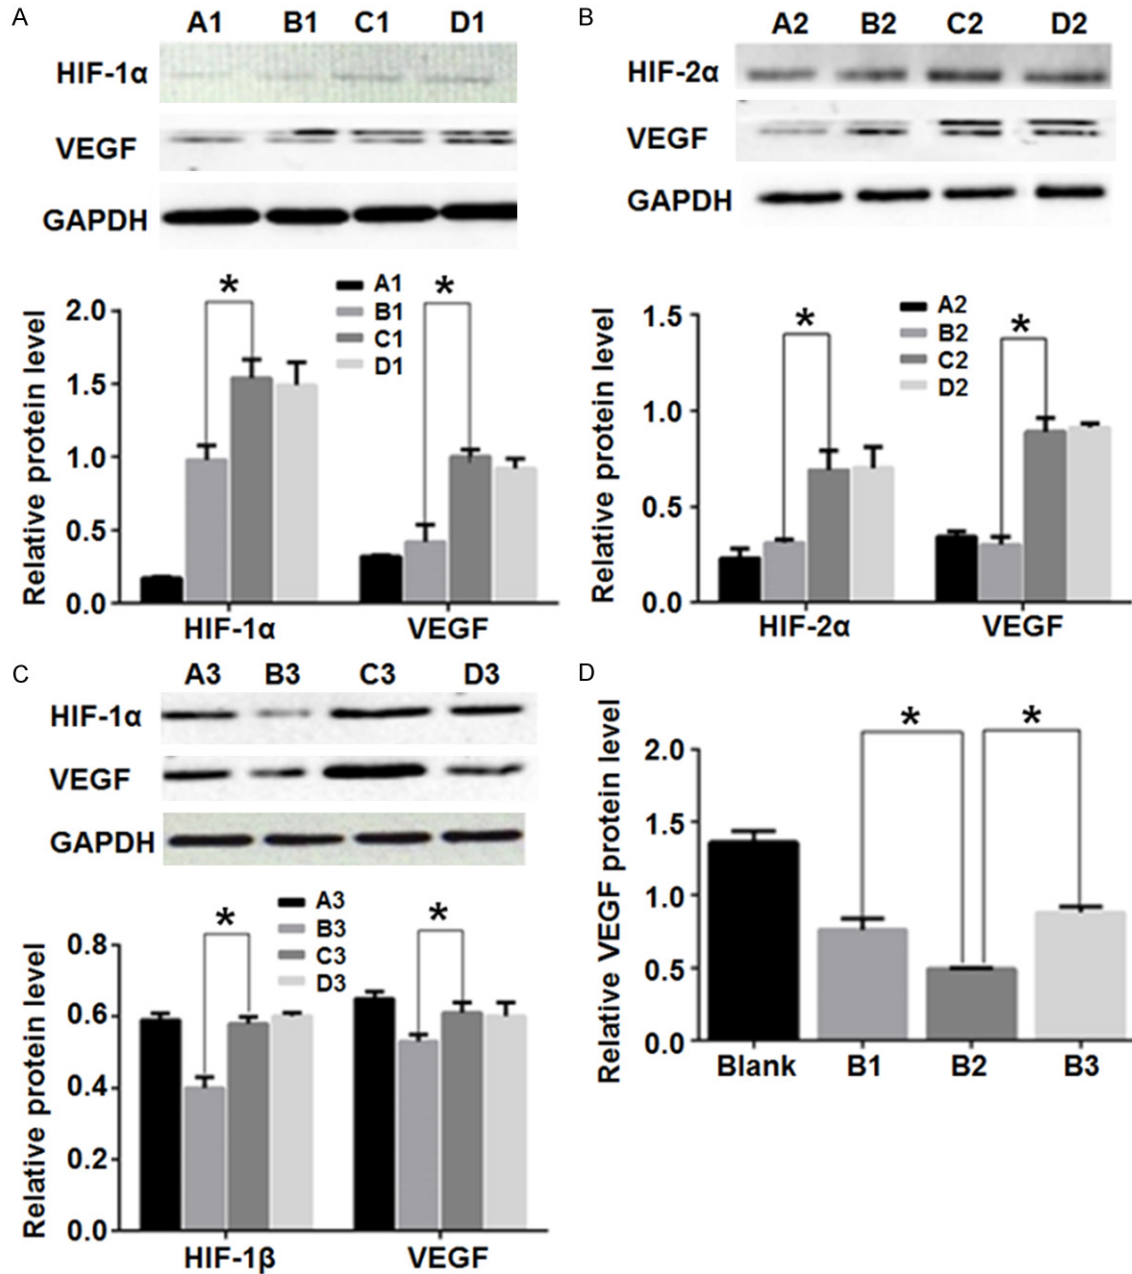 A
A1 B1 C1 D1
HIF-1α
VEGF
GAPDH
* *
A1
B1
C1
D1
Relative protein level
2.0
1.5
1.0
0.5
0.0
HIF-1α VEGF
B
A2 B2 C2 D2
HIF-2α
VEGF
GAPDH
* *
A2
B2
C2
D2
Relative protein level
1.5
1.0
0.5
0.0
HIF-2α VEGF
C
A3 B3 C3 D3
HIF-1α
VEGF
GAPDH
* *
A3
B3
C3
D3
Relative protein level
0.8
0.6
0.4
0.2
0.0
HIF-1β VEGF
D
* *
Relative VEGF protein level
2.0
1.5
1.0
0.5
0.0
Blank B1 B2 B3